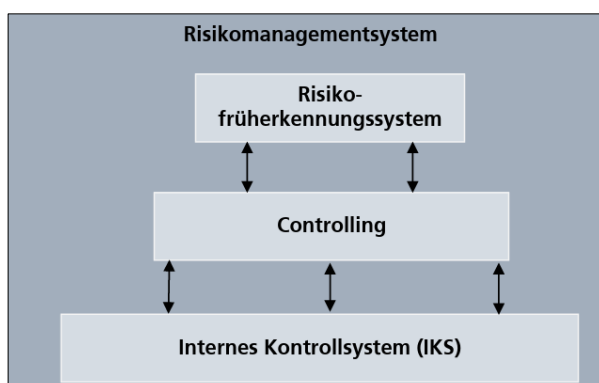 Risikomanagementsystem
Risiko-
früherkennungssystem
Controlling
Internes Kontrollsystem (IKS)